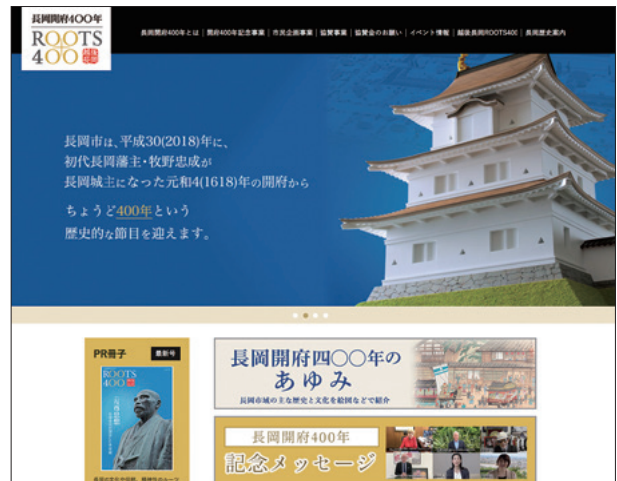 長岡開府400年
ROOTS
400
長岡開府400年とは | 開府400年記念事業 | 市民企画事業 | 協賛事業 | 協賛金のお願い | イベント情報 | 越後長岡ROOTS400 | 長岡歴史案内
長岡市は、平成30(2018)年に、
初代長岡藩主・牧野忠成が
長岡城主になった元和4(1618)年の開府から
ちょうど400年という
歴史的な節目を迎えます。
PR冊子 最新号
ROOTS
400
長岡開府四〇〇年の
あゆみ
長岡市域の主な歴史と文化を絵図などで紹介
長岡開府400年
記念メッセージ